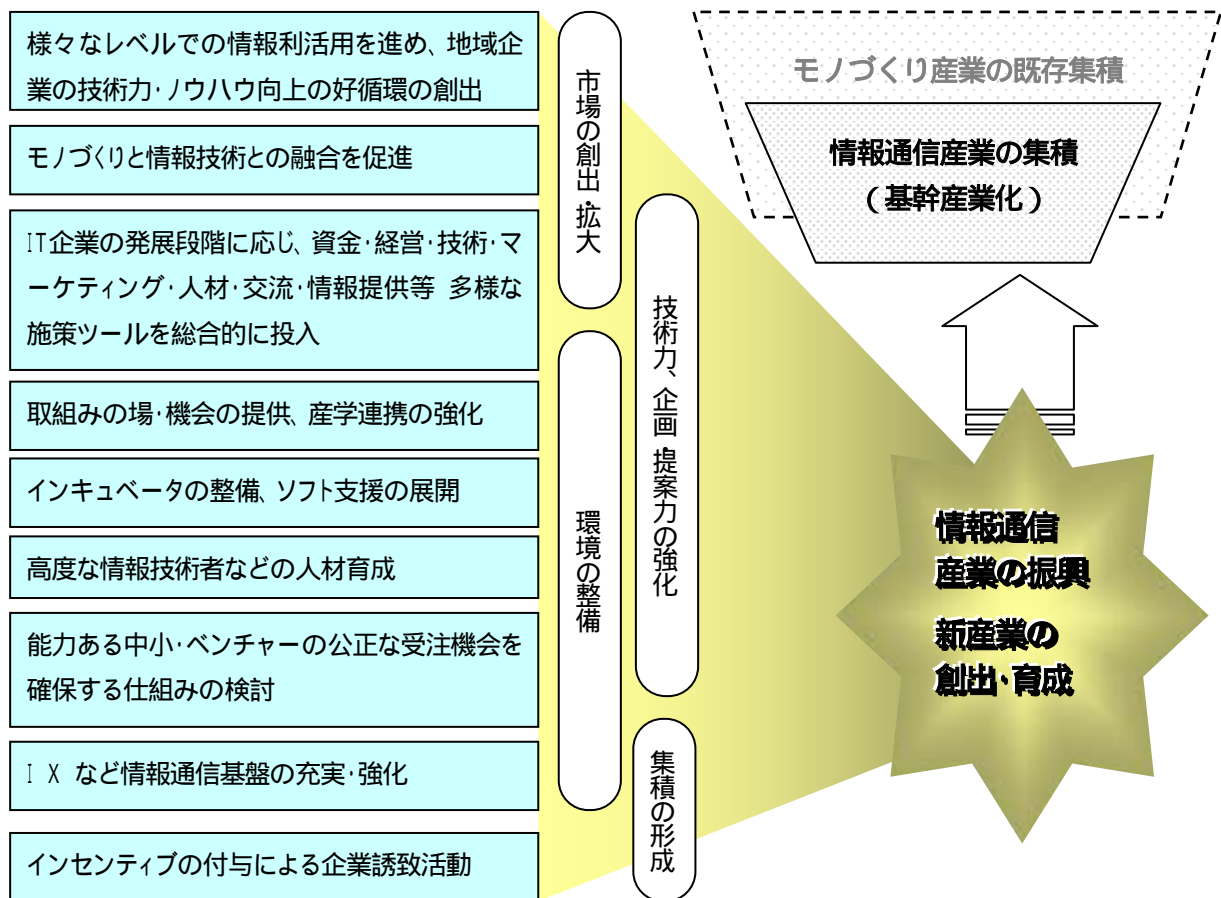 様々なレベルでの情報利活用を進め、地域企
業の技術力・ノウハウ向上の好循環の創出
モノづくりと情報技術との融合を促進
IT企業の発展段階に応じ、資金・経営・技術・マ
ーケティング・人材・交流・情報提供等 多様な
施策ツールを総合的に投入
取組みの場・機会の提供、産学連携の強化
インキュベータの整備、ソフト支援の展開
高度な情報技術者などの人材育成
能力ある中小・ベンチャーの公正な受注機会を
確保する仕組みの検討
IX など情報通信基盤の充実・強化
インセンティブの付与による企業誘致活動
市場の創出・拡大
環境の整備
技術力、企画・提案力の強化
集積の形成
モノづくり産業の既存集積
情報通信産業の集積
(基幹産業化)
情報通信
産業の振興
新産業の
創出・育成